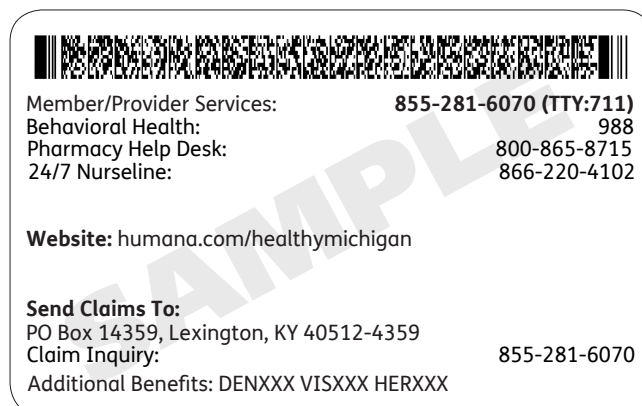 Member/Provider Services: 855-281-6070 (TTY:711)
Behavioral Health: 988
Pharmacy Help Desk: 800-865-8715
24/7 Nurseline: 866-220-4102
SAMPLE
Website: humana.com/healthymichigan
Send Claims To:
PO Box 14359, Lexington, KY 40512-4359
Claim Inquiry: 855-281-6070
Additional Benefits: DENXXX VISXXX HERXXX